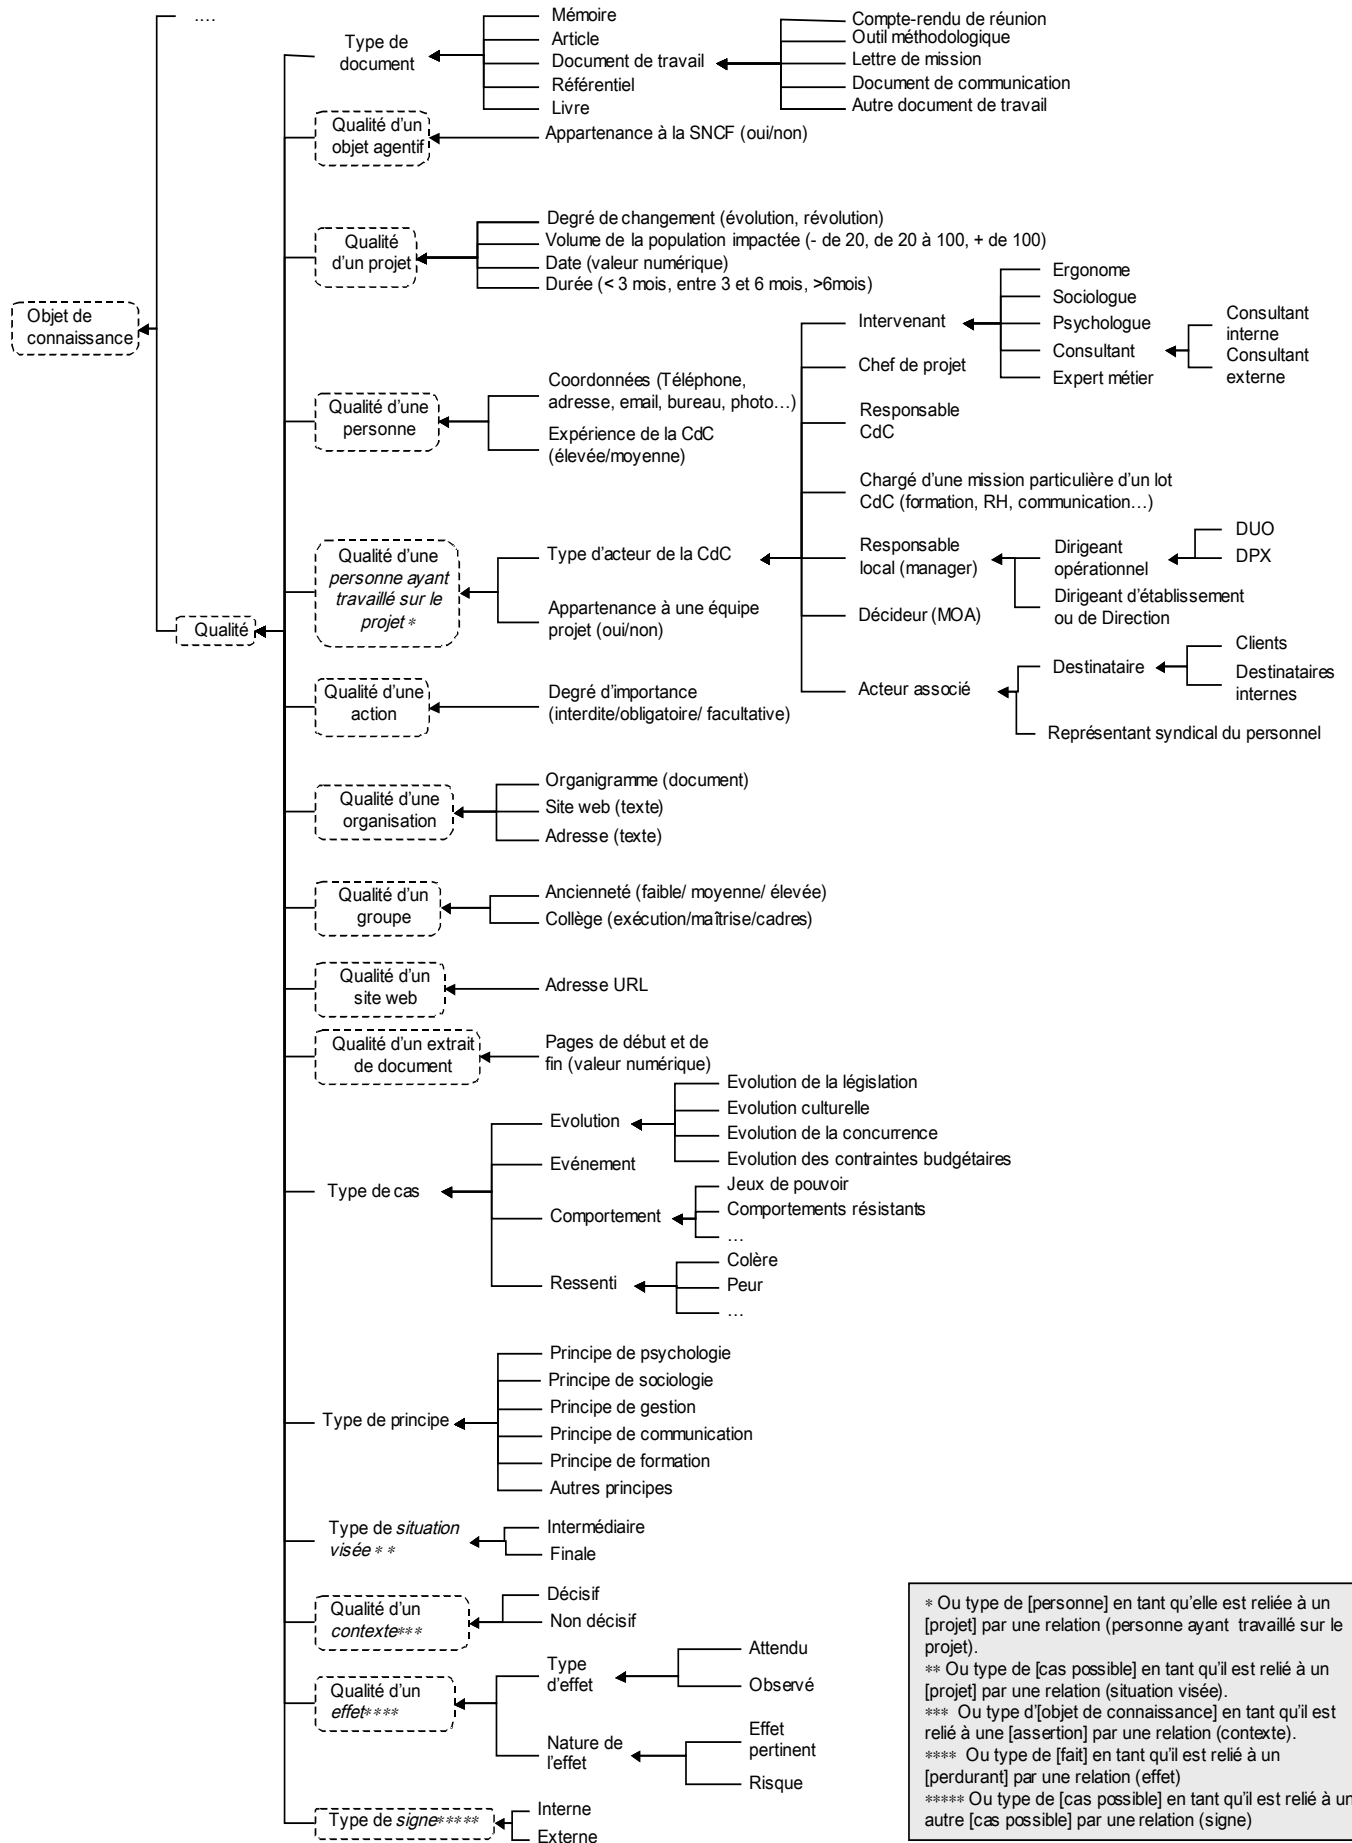 ....
Type de
document
Mémoire
Article
Document de travail
Référentiel
Livre
Compte-rendu de réunion
Outil méthodologique
Lettre de mission
Document de communication
Autre document de travail
Qualité d'un
objet agentif
Appartenance à la SNCF (oui/non)
Qualité
d'un projet
Degré de changement (évolution, révolution)
Volume de la population impactée (- de 20, de 20 à 100, + de 100)
Date (valeur numérique)
Durée (< 3 mois, entre 3 et 6 mois, >6mois)
Objet de
connaissance
Qualité
Qualité d'une
personne
Coordonnées (Téléphone,
adresse, email, bureau, photo…)
Expérience de la CdC
(élevée/moyenne)
Qualité d'une
personne ayant
travaillé sur le
projet *
Type d'acteur de la CdC
Appartenance à une équipe
projet (oui/non)
Intervenant
Ergonome
Sociologue
Psychologue
Consultant
Expert métier
Consultant
interne
Consultant
externe
Chef de projet
Responsable
CdC
Chargé d'une mission particulière d'un lot
CdC (formation, RH, communication…)
Responsable
local (manager)
Dirigeant
opérationnel
DUO
DPX
Dirigeant d'établissement
ou de Direction
Décideur (MOA)
Acteur associé
Destinataire
Clients
Destinataires
internes
Représentant syndical du personnel
Qualité d'une
action
Degré d'importance
(interdite/obligatoire/ facultative)
Qualité d'une
organisation
Organigramme (document)
Site web (texte)
Adresse (texte)
Qualité d'un
groupe
Ancienneté (faible/ moyenne/ élevée)
Collège (exécution/maîtrise/cadres)
Qualité d'un
site web
Adresse URL
Qualité d'un extrait
de document
Pages de début et de
fin (valeur numérique)
Type de cas
Evolution
Evolution de la législation
Evolution culturelle
Evolution de la concurrence
Evolution des contraintes budgétaires
Evénement
Comportement
Jeux de pouvoir
Comportements résistants
…
Ressenti
Colère
Peur
…
Type de principe
Principe de psychologie
Principe de sociologie
Principe de gestion
Principe de communication
Principe de formation
Autres principes
Type de situation
visée * *
Intermédiaire
Finale
Qualité d'un
contexte***
Décisif
Non décisif
Qualité d'un
effet****
Type
d'effet
Attendu
Observé
Nature de
l'effet
Effet
pertinent
Risque
Type de signe*****
Interne
Externe
* Ou type de [personne] en tant qu'elle est reliée à un
[projet] par une relation (personne ayant travaillé sur le
projet).
** Ou type de [cas possible] en tant qu'il est relié à un
[projet] par une relation (situation visée).
*** Ou type d'[objet de connaissance] en tant qu'il est
relié à une [assertion] par une relation (contexte).
**** Ou type de [fait] en tant qu'il est relié à un
[perdurant] par une relation (effet)
***** Ou type de [cas possible] en tant qu'il est relié à un
autre [cas possible] par une relation (signe)